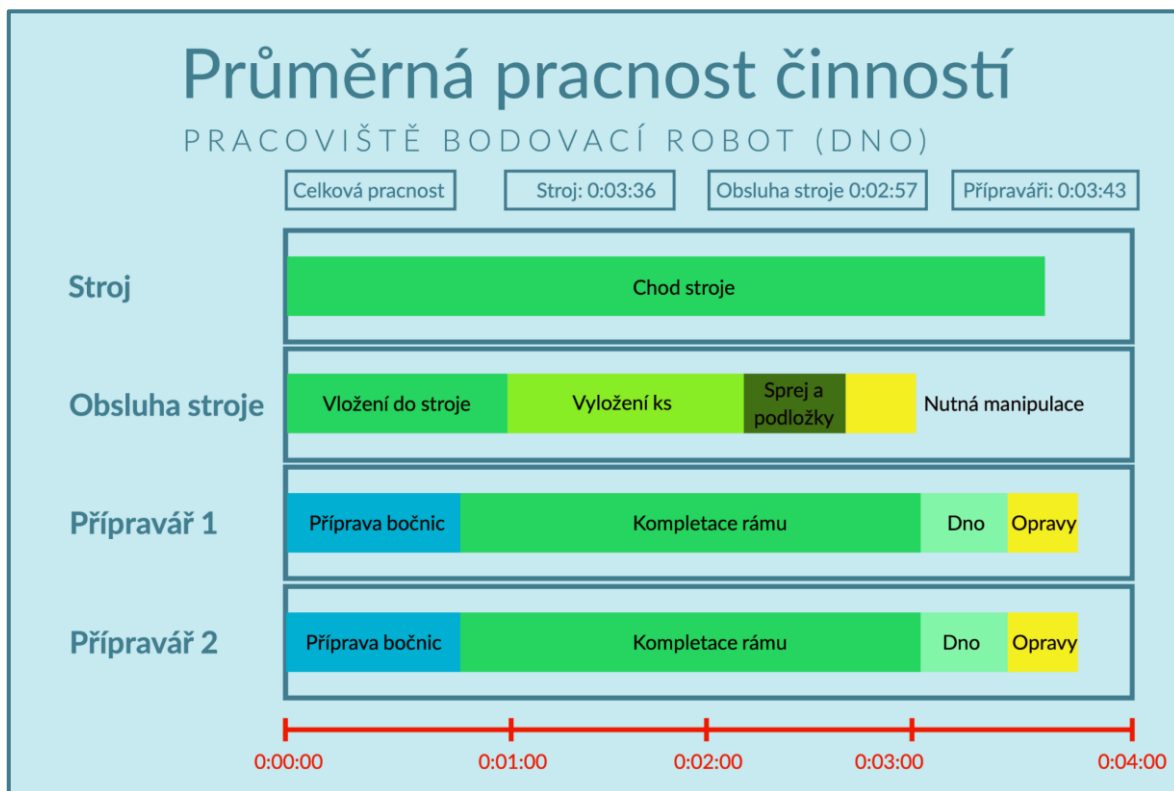 Průměrná pracnost činností
PRACOVIŠTĚ BODOVACÍ ROBOT (DNO)
Celková pracnost
Stroj: 0:03:36
Obsluha stroje 0:02:57
Přípraváři: 0:03:43
Stroj
Chod stroje
Obsluha stroje
Vložení do stroje
Vyložení ks
Sprej a
podložky
Nutná manipulace
Přípravář 1
Příprava bočnic
Kompletace rámu
Dno
Opravy
Přípravář 2
Příprava bočnic
Kompletace rámu
Dno
Opravy
0:00:00
0:01:00
0:02:00
0:03:00
0:04:00